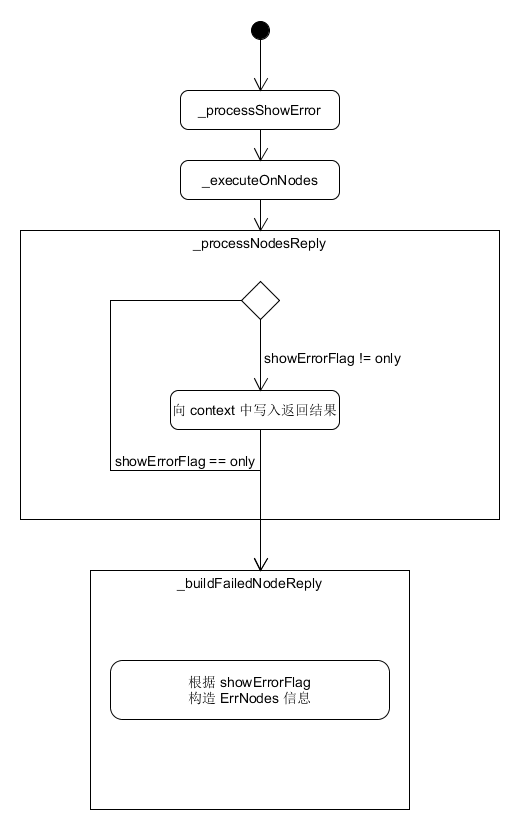 _processShowError
_executeOnNodes
_processNodesReply
showErrorFlag != only
向 context 中写入返回结果
showErrorFlag == only
_buildFailedNodeReply
根据 showErrorFlag
构造 ErrNodes 信息